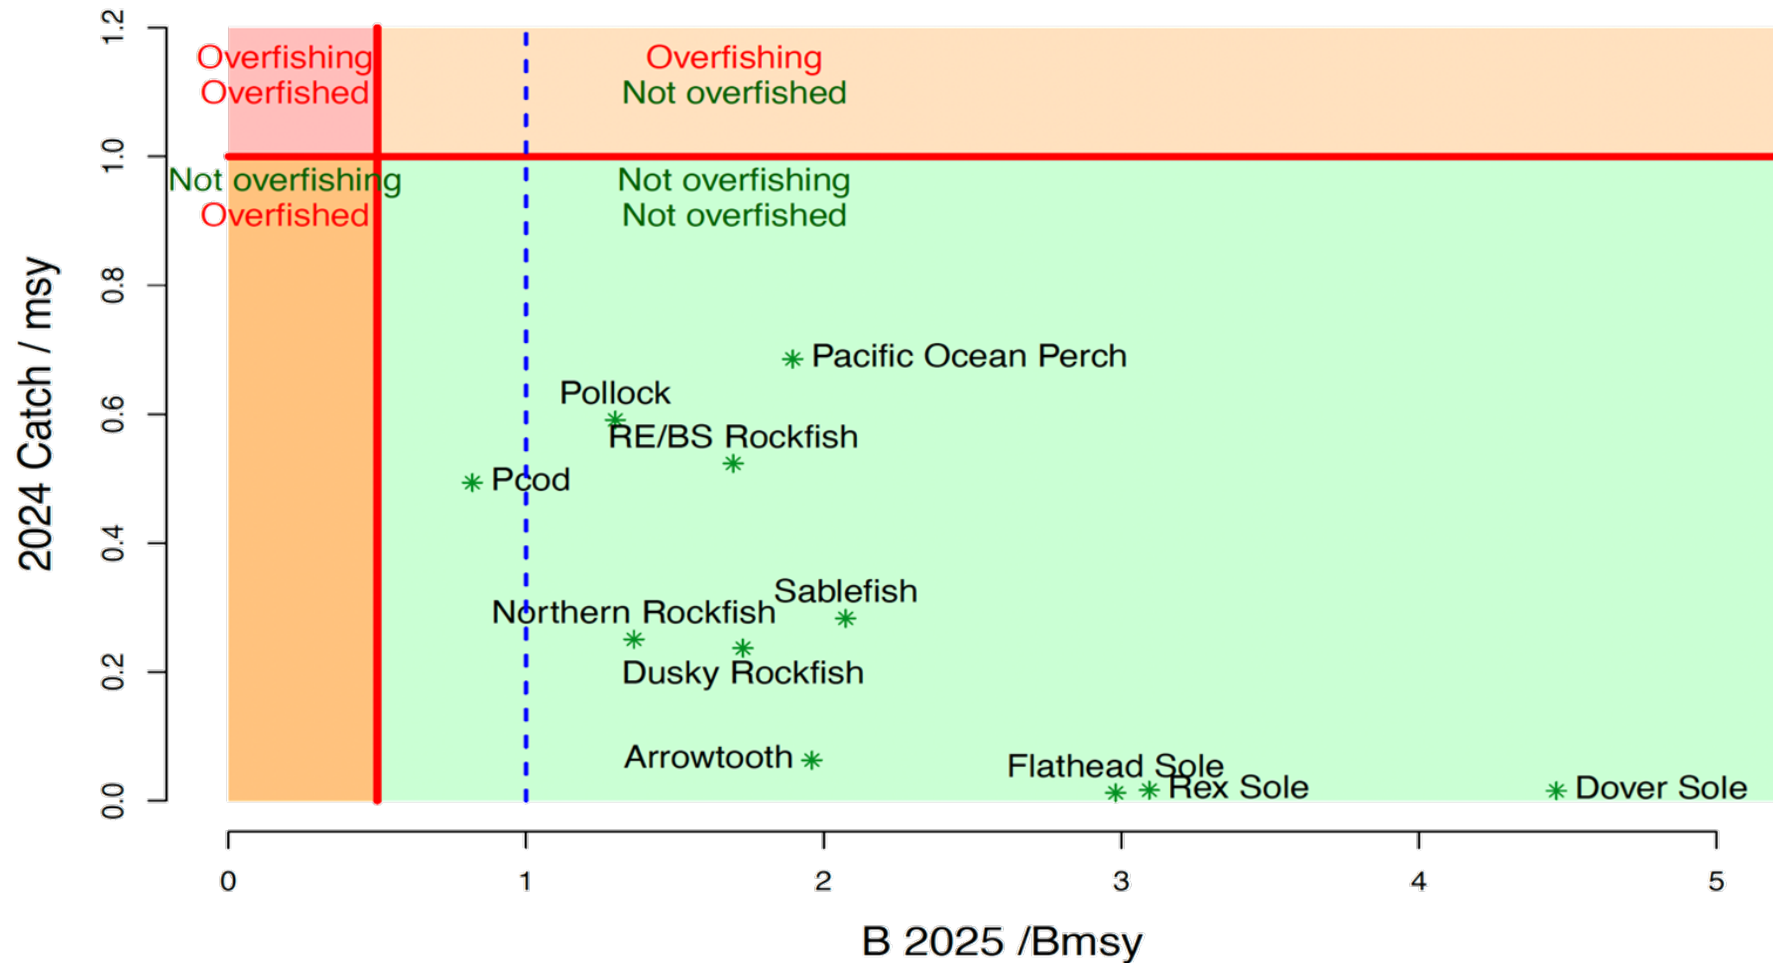 1.2
1.0
0.8
0.6
0.4
0.2
0.0
2024 Catch / msy
Overfishing
Overfished
Overfishing
Not overfished
Not overfishing
Overfished
Not overfishing
Not overfished
Pacific Ocean Perch
Pollock
RE/BS Rockfish
Pcod
Sablefish
Northern Rockfish
Dusky Rockfish
Arrowtooth
Flathead Sole
Rex Sole
Dover Sole
0 1 2 3 4 5
B 2025 /Bmsy